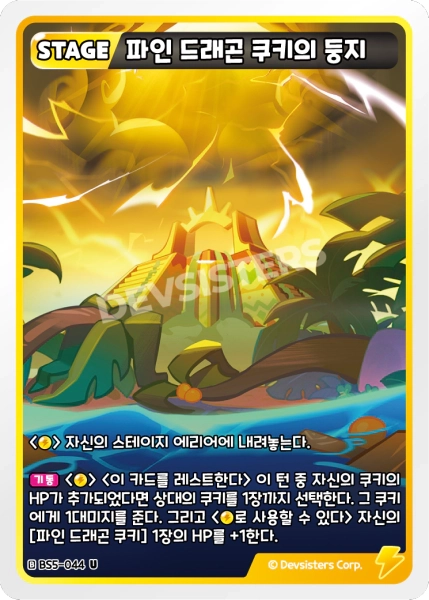 STAGE 파인 드래곤 쿠키의 둥지
DEVSISTERS
< > 자신의 스테이지 에리어에 내려놓는다.
기동 < > <이 카드를 레스트한다> 이 턴 중 자신의 쿠키의
HP가 추가되었다면 상대의 쿠키를 1장까지 선택한다. 그 쿠키
에게 1대미지를 준다. 그리고 < 로 사용할 수 있다> 자신의
[파인 드래곤 쿠키] 1장의 HP를 +1한다.
B BS5-044 U
© Devsisters Corp.